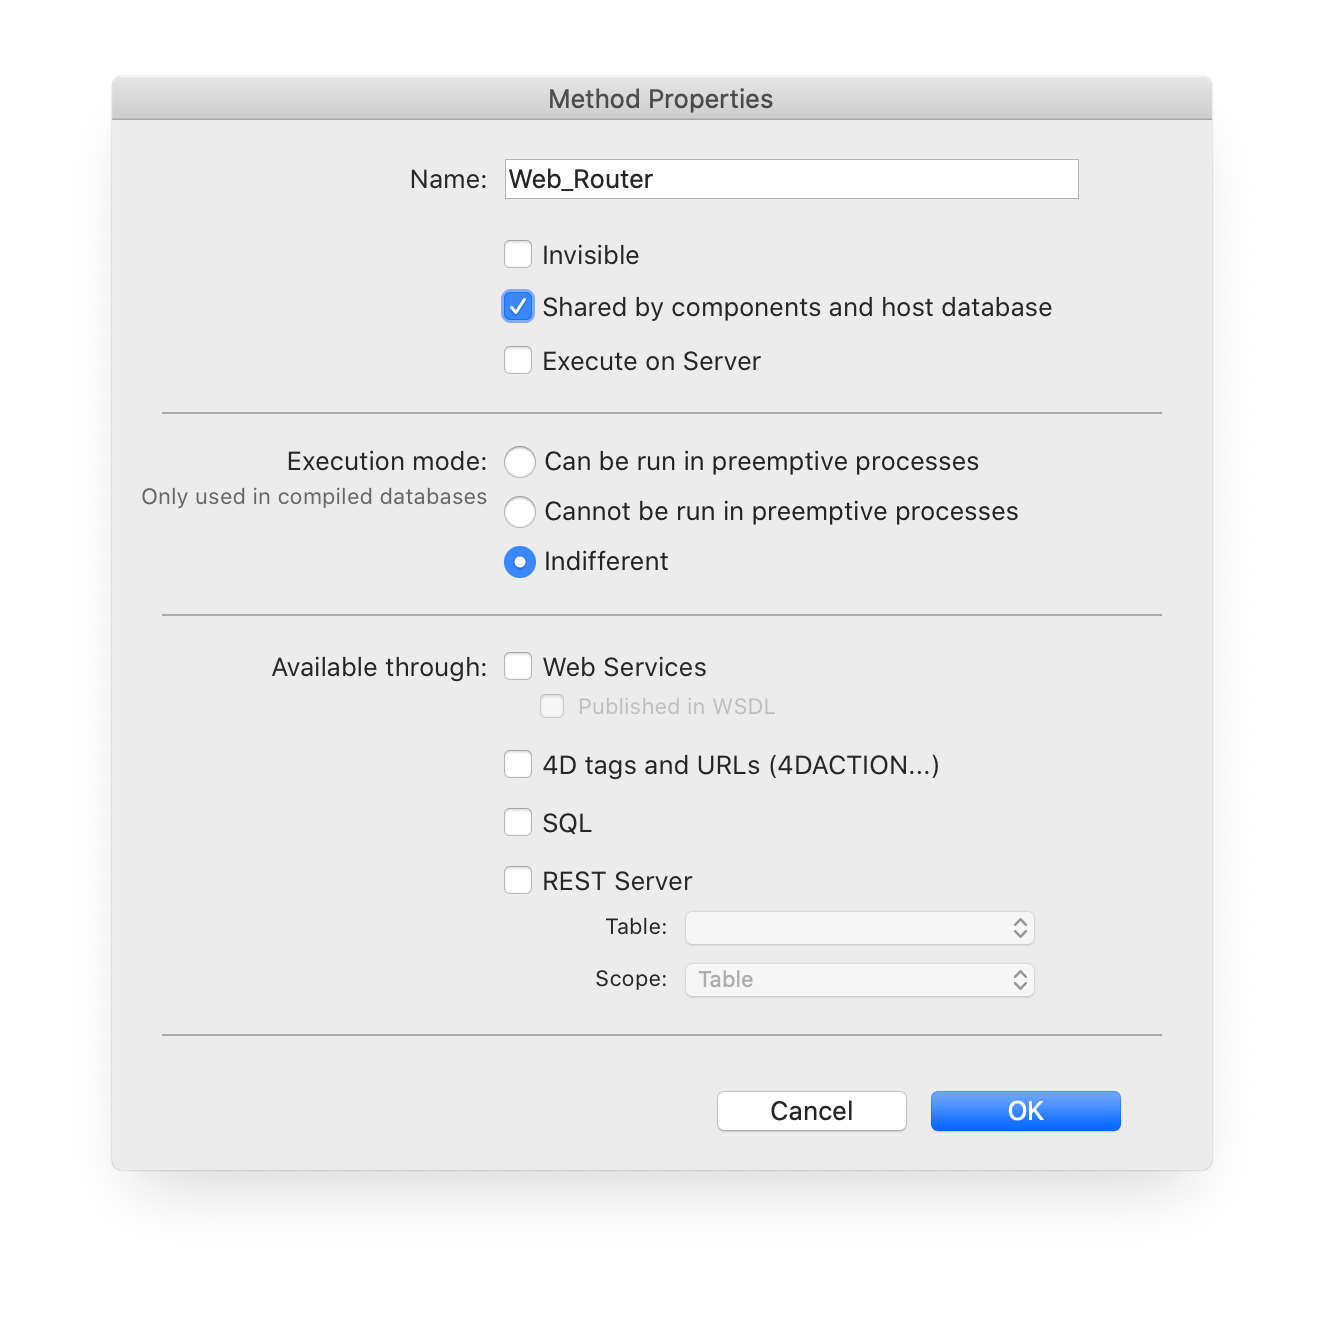 Method Properties
Name: Web_Router
Invisible
Shared by components and host database
Execute on Server
Execution mode: Can be run in preemptive processes
Only used in compiled databases
Cannot be run in preemptive processes
Indifferent
Available through: Web Services
Published in WSDL
4D tags and URLs (4DACTION...)
SQL
REST Server
Table:
Scope: Table
Cancel OK